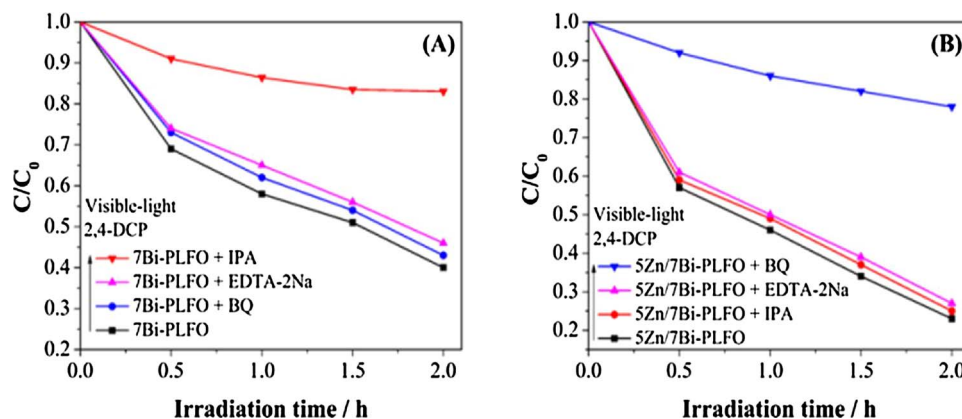 (A)
1.0
0.9
0.8
0.7
0.6
0.5
0.4
0.3
0.2
C/C₀
Visible-light
2,4-DCP
7Bi-PLFO + IPA
7Bi-PLFO + EDTA-2Na
7Bi-PLFO + BQ
7Bi-PLFO
0.0 0.5 1.0 1.5 2.0
Irradiation time / h
(B)
1.0
0.9
0.8
0.7
0.6
0.5
0.4
0.3
0.2
C/C₀
Visible-light
2,4-DCP
5Zn/7Bi-PLFO + BQ
5Zn/7Bi-PLFO + EDTA-2Na
5Zn/7Bi-PLFO + IPA
5Zn/7Bi-PLFO
0.0 0.5 1.0 1.5 2.0
Irradiation time / h